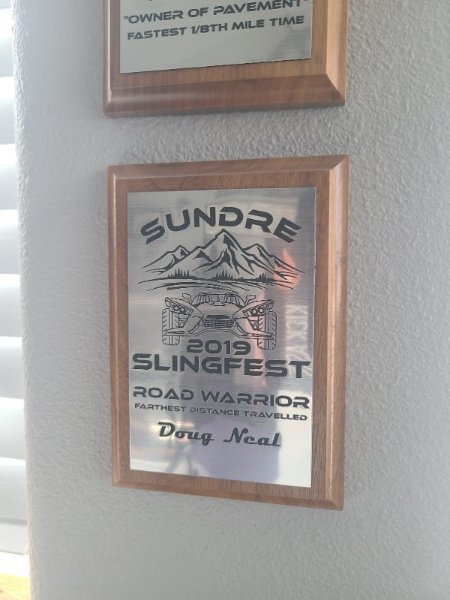 "OWNER OF PAVEMENT"
FASTEST 1/8TH MILE TIME
SUNDRE
2019
SLINGFEST
ROAD WARRIOR
FARTHEST DISTANCE TRAVELLED
Doug Neal